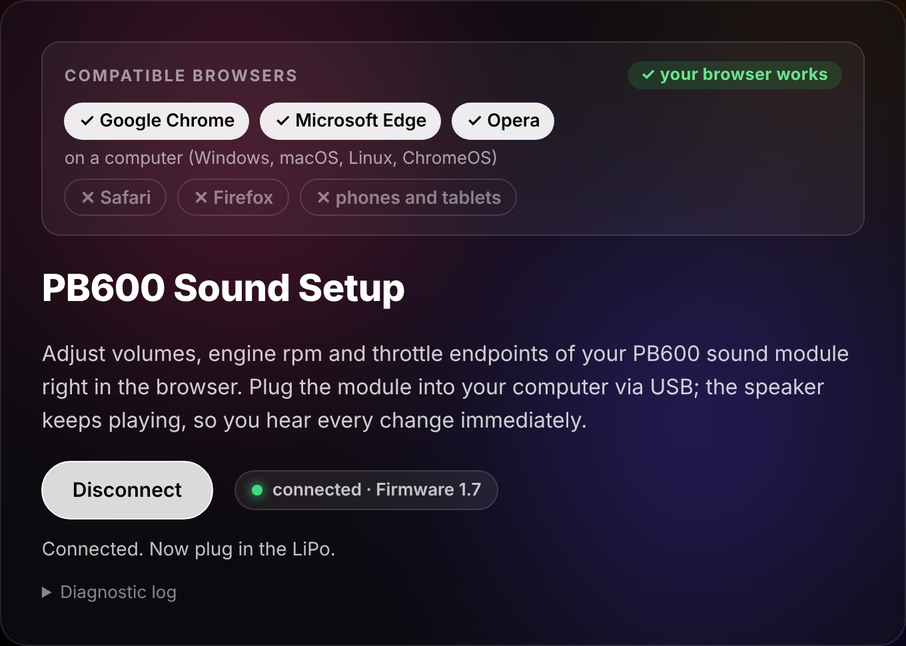 COMPATIBLE BROWSERS
✓ your browser works
✓ Google Chrome
✓ Microsoft Edge
✓ Opera
on a computer (Windows, macOS, Linux, ChromeOS)
✕ Safari
✕ Firefox
✕ phones and tablets
PB600 Sound Setup
Adjust volumes, engine rpm and throttle endpoints of your PB600 sound module
right in the browser. Plug the module into your computer via USB; the speaker
keeps playing, so you hear every change immediately.
Disconnect
connected · Firmware 1.7
Connected. Now plug in the LiPo.
▶ Diagnostic log